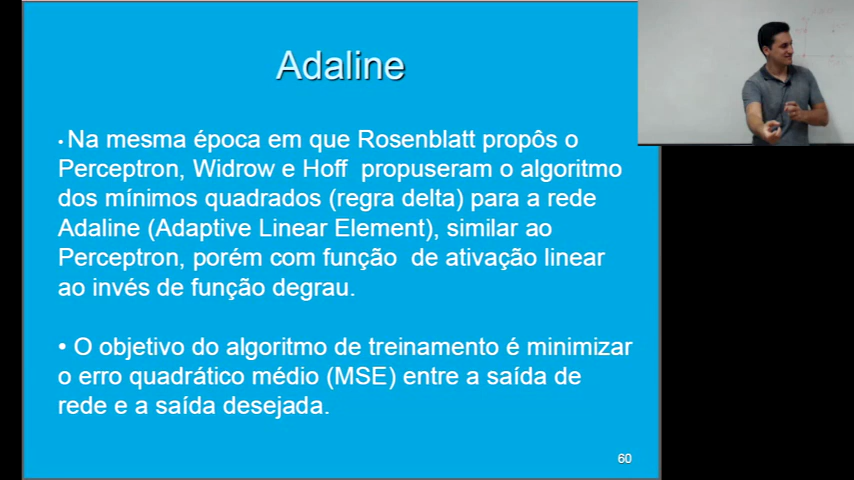 Adaline
• Na mesma época em que Rosenblatt propôs o
Perceptron, Widrow e Hoff propuseram o algoritmo
dos mínimos quadrados (regra delta) para a rede
Adaline (Adaptive Linear Element), similar ao
Perceptron, porém com função de ativação linear
ao invés de função degrau.
• O objetivo do algoritmo de treinamento é minimizar
o erro quadrático médio (MSE) entre a saída de
rede e a saída desejada.
60